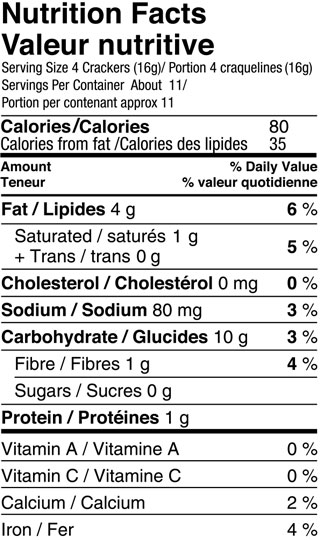 Nutrition Facts
Valeur nutritive
Serving Size 4 Crackers (16g)/ Portion 4 craquelines (16g)
Servings Per Container About 11/
Portion per contenant approx 11
Calories/Calories 80
Calories from fat /Calories des lipides 35
Amount % Daily Value
Teneur % valeur quotidienne
Fat / Lipides 4 g 6 %
Saturated / saturés 1 g
+ Trans / trans 0 g 5 %
Cholesterol / Cholestérol 0 mg 0 %
Sodium / Sodium 80 mg 3 %
Carbohydrate / Glucides 10 g 3 %
Fibre / Fibres 1 g 4 %
Sugars / Sucres 0 g
Protein / Protéines 1 g
Vitamin A / Vitamine A 0 %
Vitamin C / Vitamine C 0 %
Calcium / Calcium 2 %
Iron / Fer 4 %